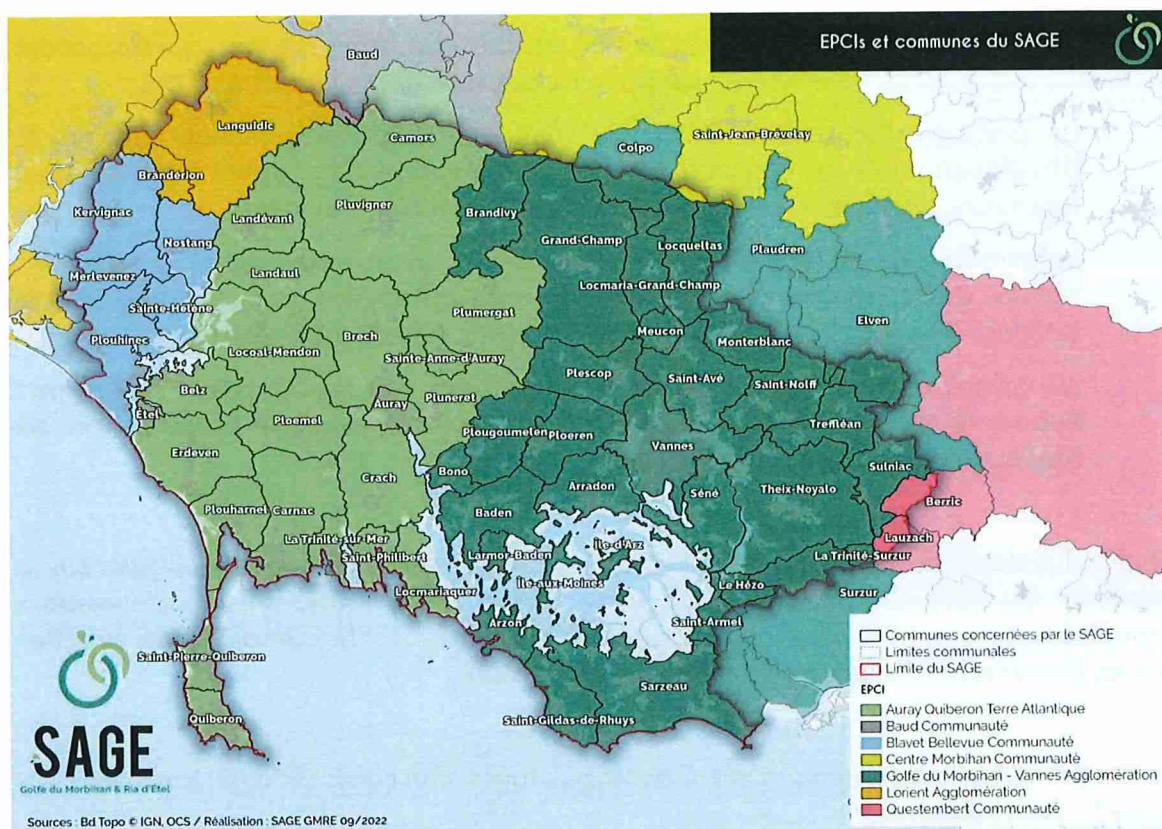 EPCIs et communes du SAGE
Baud
Languidic
Camors
Colpo
Saint-Jean-Brévelay
Brandérion
Kervignac
Pluvigner
Landévant
Brandivy
Nostang
Grand-Champ
Locqueltas
Plaudren
Merlevenez
Landaul
Locmaria-Grand-Champ
Sainte-Hélène
Plumergat
Elven
Plouhinec
Brech
Meucon
Monterblanc
Locoal-Mendon
Sainte-Anne-d'Auray
Plescop
Saint-Avé
Saint-Nolff
Belz
Pluneret
Auray
Étel
Ploemel
Plougoumelen
Ploeren
Vannes
Treffléan
Erdeven
Sulniac
Crach
Bono
Arradon
Séné
Theix-Noyalo
Berric
Plouharnel
Carnac
Baden
Lauzach
La Trinité-sur Mer
Île-d'Arz
Saint-Philibert
Larmor-Baden
La Trinité-Surzur
Île-aux-Moines
Le Hézo
Locmariaquer
Surzur
Arzon
Saint-Armel
Saint-Pierre-Quiberon
Sarzeau
Quiberon
Saint-Gildas-de-Rhuys
Communes concernées par le SAGE
Limites communales
Limite du SAGE
EPCI
Auray Quiberon Terre Atlantique
Baud Communauté
Blavet Bellevue Communauté
Centre Morbihan Communauté
Golfe du Morbihan - Vannes Agglomération
Lorient Agglomération
Questembert Communauté
SAGE
Golfe du Morbihan & Ria d'Étel
Sources : Bd Topo © IGN, OCS / Réalisation : SAGE GMRE 09/2022